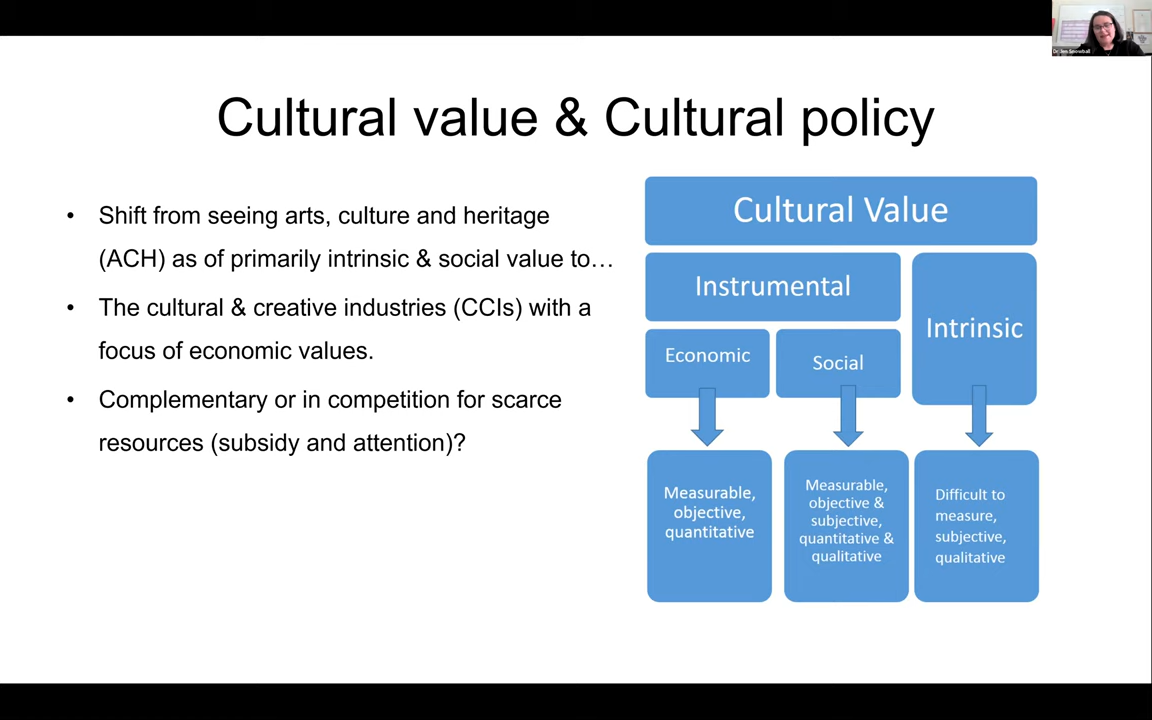 Dr Jen Snowball
Cultural value & Cultural policy
• Shift from seeing arts, culture and heritage
(ACH) as of primarily intrinsic & social value to…
• The cultural & creative industries (CCIs) with a
focus of economic values.
• Complementary or in competition for scarce
resources (subsidy and attention)?
Cultural Value
Instrumental
Intrinsic
Economic
Social
Measurable,
objective,
quantitative
Measurable,
objective &
subjective,
quantitative &
qualitative
Difficult to
measure,
subjective,
qualitative